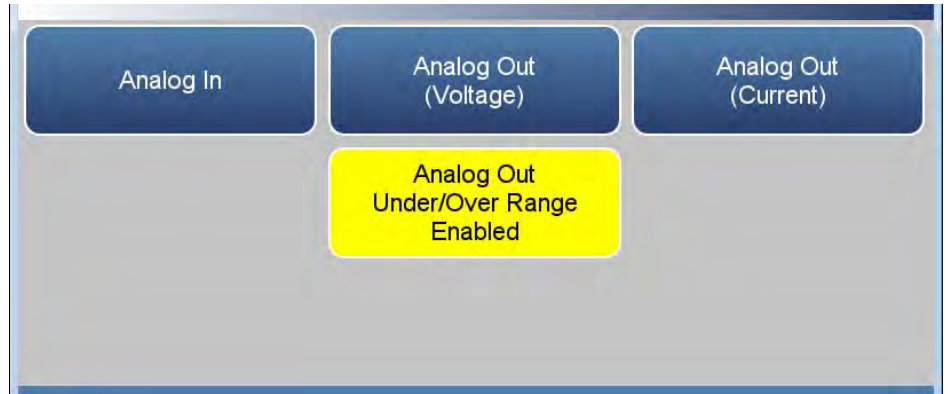 Analog In
Analog Out
(Voltage)
Analog Out
(Current)
Analog Out
Under/Over Range
Enabled